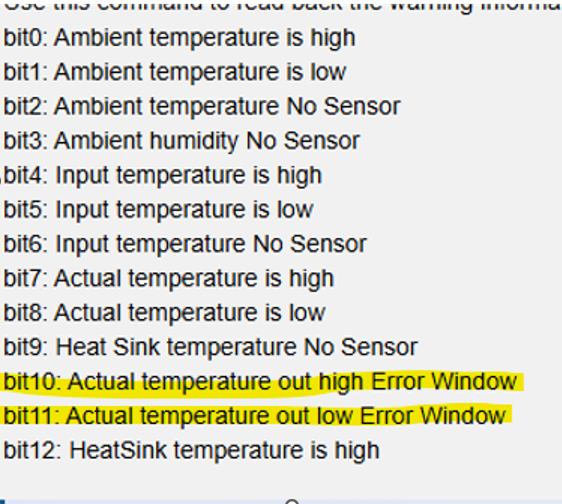 Use this command to read back the warning informa
bit0: Ambient temperature is high
bit1: Ambient temperature is low
bit2: Ambient temperature No Sensor
bit3: Ambient humidity No Sensor
bit4: Input temperature is high
bit5: Input temperature is low
bit6: Input temperature No Sensor
bit7: Actual temperature is high
bit8: Actual temperature is low
bit9: Heat Sink temperature No Sensor
bit10: Actual temperature out high Error Window
bit11: Actual temperature out low Error Window
bit12: HeatSink temperature is high